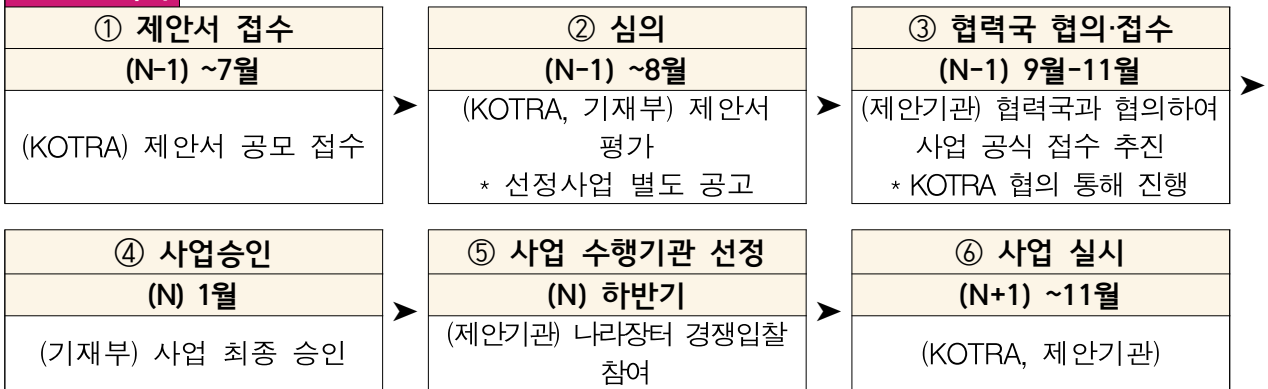 ① 제안서 접수
(N-1) ~7월
(KOTRA) 제안서 공모 접수
➤
② 심의
(N-1) ~8월
(KOTRA, 기재부) 제안서
평가
* 선정사업 별도 공고
➤
③ 협력국 협의·접수
(N-1) 9월-11월
(제안기관) 협력국과 협의하여
사업 공식 접수 추진
* KOTRA 협의 통해 진행
➤
④ 사업승인
(N) 1월
(기재부) 사업 최종 승인
➤
⑤ 사업 수행기관 선정
(N) 하반기
(제안기관) 나라장터 경쟁입찰
참여
➤
⑥ 사업 실시
(N+1) ~11월
(KOTRA, 제안기관)